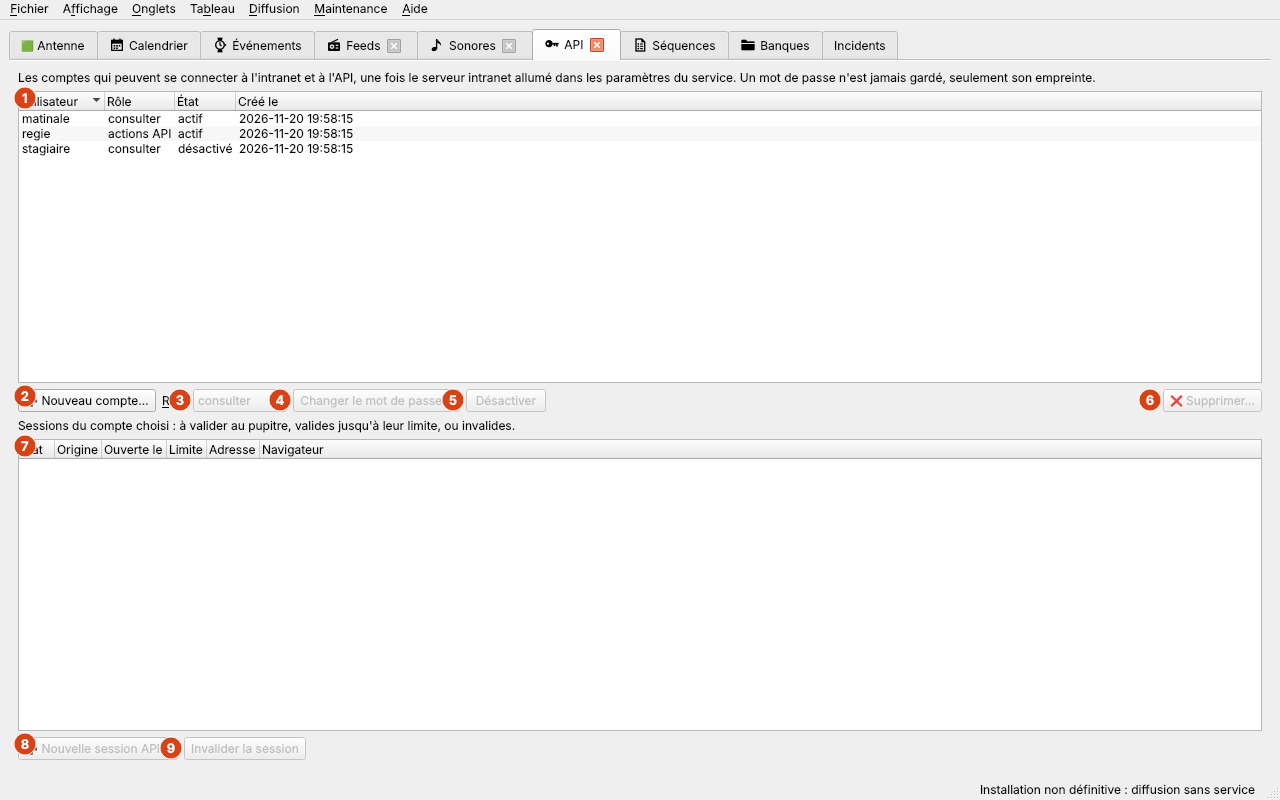 Fichier Affichage Onglets Tableau Diffusion Maintenance Aide
Antenne Calendrier Événements Feeds Sonores API Séquences Banques Incidents
Les comptes qui peuvent se connecter à l'intranet et à l'API, une fois le serveur intranet allumé dans les paramètres du service. Un mot de passe n'est jamais gardé, seulement son empreinte.
1 Rôle État Créé le
matinale consulter actif 2026-11-20 19:58:15
regie actions API actif 2026-11-20 19:58:15
stagiaire consulter désactivé 2026-11-20 19:58:15
2 Nouveau compte... 3 consulter 4 Changer le mot de passe 5 Désactiver 6 Supprimer...
Sessions du compte choisi : à valider au pupitre, valides jusqu'à leur limite, ou invalides.
7 Origine Ouverte le Limite Adresse Navigateur
8 Nouvelle session API 9 Invalider la session
Installation non définitive : diffusion sans service